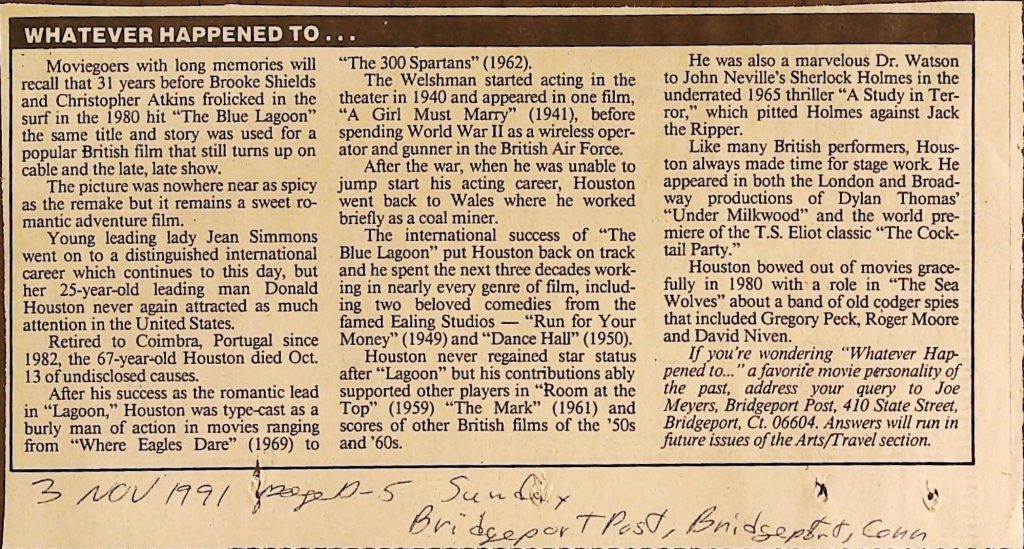 WHATEVER HAPPENED TO . . .
Moviegoers with long memories will
recall that 31 years before Brooke Shields
and Christopher Atkins frolicked in the
surf in the 1980 hit “The Blue Lagoon”
the same title and story was used for a
popular British film that still turns up on
cable and the late, late show.
The picture was nowhere near as spicy
as the remake but it remains a sweet ro-
mantic adventure film.
Young leading lady Jean Simmons
went on to a distinguished international
career which continues to this day, but
her 25-year-old leading man Donald
Houston never again attracted as much
attention in the United States.
Retired to Coimbra, Portugal since
1982, the 67-year-old Houston died Oct.
13 of undisclosed causes.
After his success as the romantic lead
in “Lagoon,” Houston was type-cast as a
burly man of action in movies ranging
from “Where Eagles Dare” (1969) to
“The 300 Spartans” (1962).
The Welshman started acting in the
theater in 1940 and appeared in one film,
“A Girl Must Marry” (1941), before
spending World War II as a wireless oper-
ator and gunner in the British Air Force.
After the war, when he was unable to
jump start his acting career, Houston
went back to Wales where he worked
briefly as a coal miner.
The international success of “The
Blue Lagoon” put Houston back on track
and he spent the next three decades work-
ing in nearly every genre of film, includ-
ing two beloved comedies from the
famed Ealing Studios — “Run for Your
Money” (1949) and “Dance Hall” (1950).
Houston never regained star status
after “Lagoon” but his contributions ably
supported other players in “Room at the
Top” (1959) “The Mark” (1961) and
scores of other British films of the ’50s
and ’60s.
He was also a marvelous Dr. Watson
to John Neville’s Sherlock Holmes in the
underrated 1965 thriller “A Study in Ter-
ror,” which pitted Holmes against Jack
the Ripper.
Like many British performers, Hous-
ton always made time for stage work. He
appeared in both the London and Broad-
way productions of Dylan Thomas’
“Under Milkwood” and the world pre-
miere of the T.S. Eliot classic “The Cock-
tail Party.”
Houston bowed out of movies grace-
fully in 1980 with a role in “The Sea
Wolves” about a band of old codger spies
that included Gregory Peck, Roger Moore
and David Niven.
If you’re wondering “Whatever Hap-
pened to...” a favorite movie personality of
the past, address your query to Joe
Meyers, Bridgeport Post, 410 State Street,
Bridgeport, Ct. 06604. Answers will run in
future issues of the Arts/Travel section.
3 NOV 1991 page D-5 Sunday
Bridgeport Post, Bridgeport, Conn